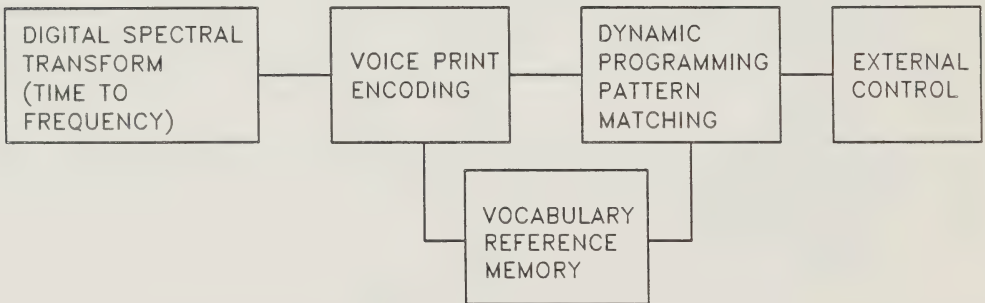 DIGITAL SPECTRAL
TRANSFORM
(TIME TO
FREQUENCY)
VOICE PRINT
ENCODING
DYNAMIC
PROGRAMMING
PATTERN
MATCHING
EXTERNAL
CONTROL
VOCABULARY
REFERENCE
MEMORY